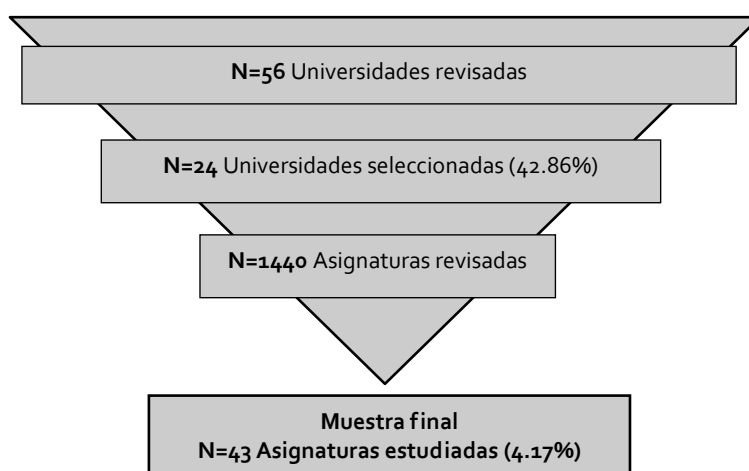 N=56 Universidades revisadas
N=24 Universidades seleccionadas (42.86%)
N=1440 Asignaturas revisadas
Muestra final
N=43 Asignaturas estudiadas (4.17%)